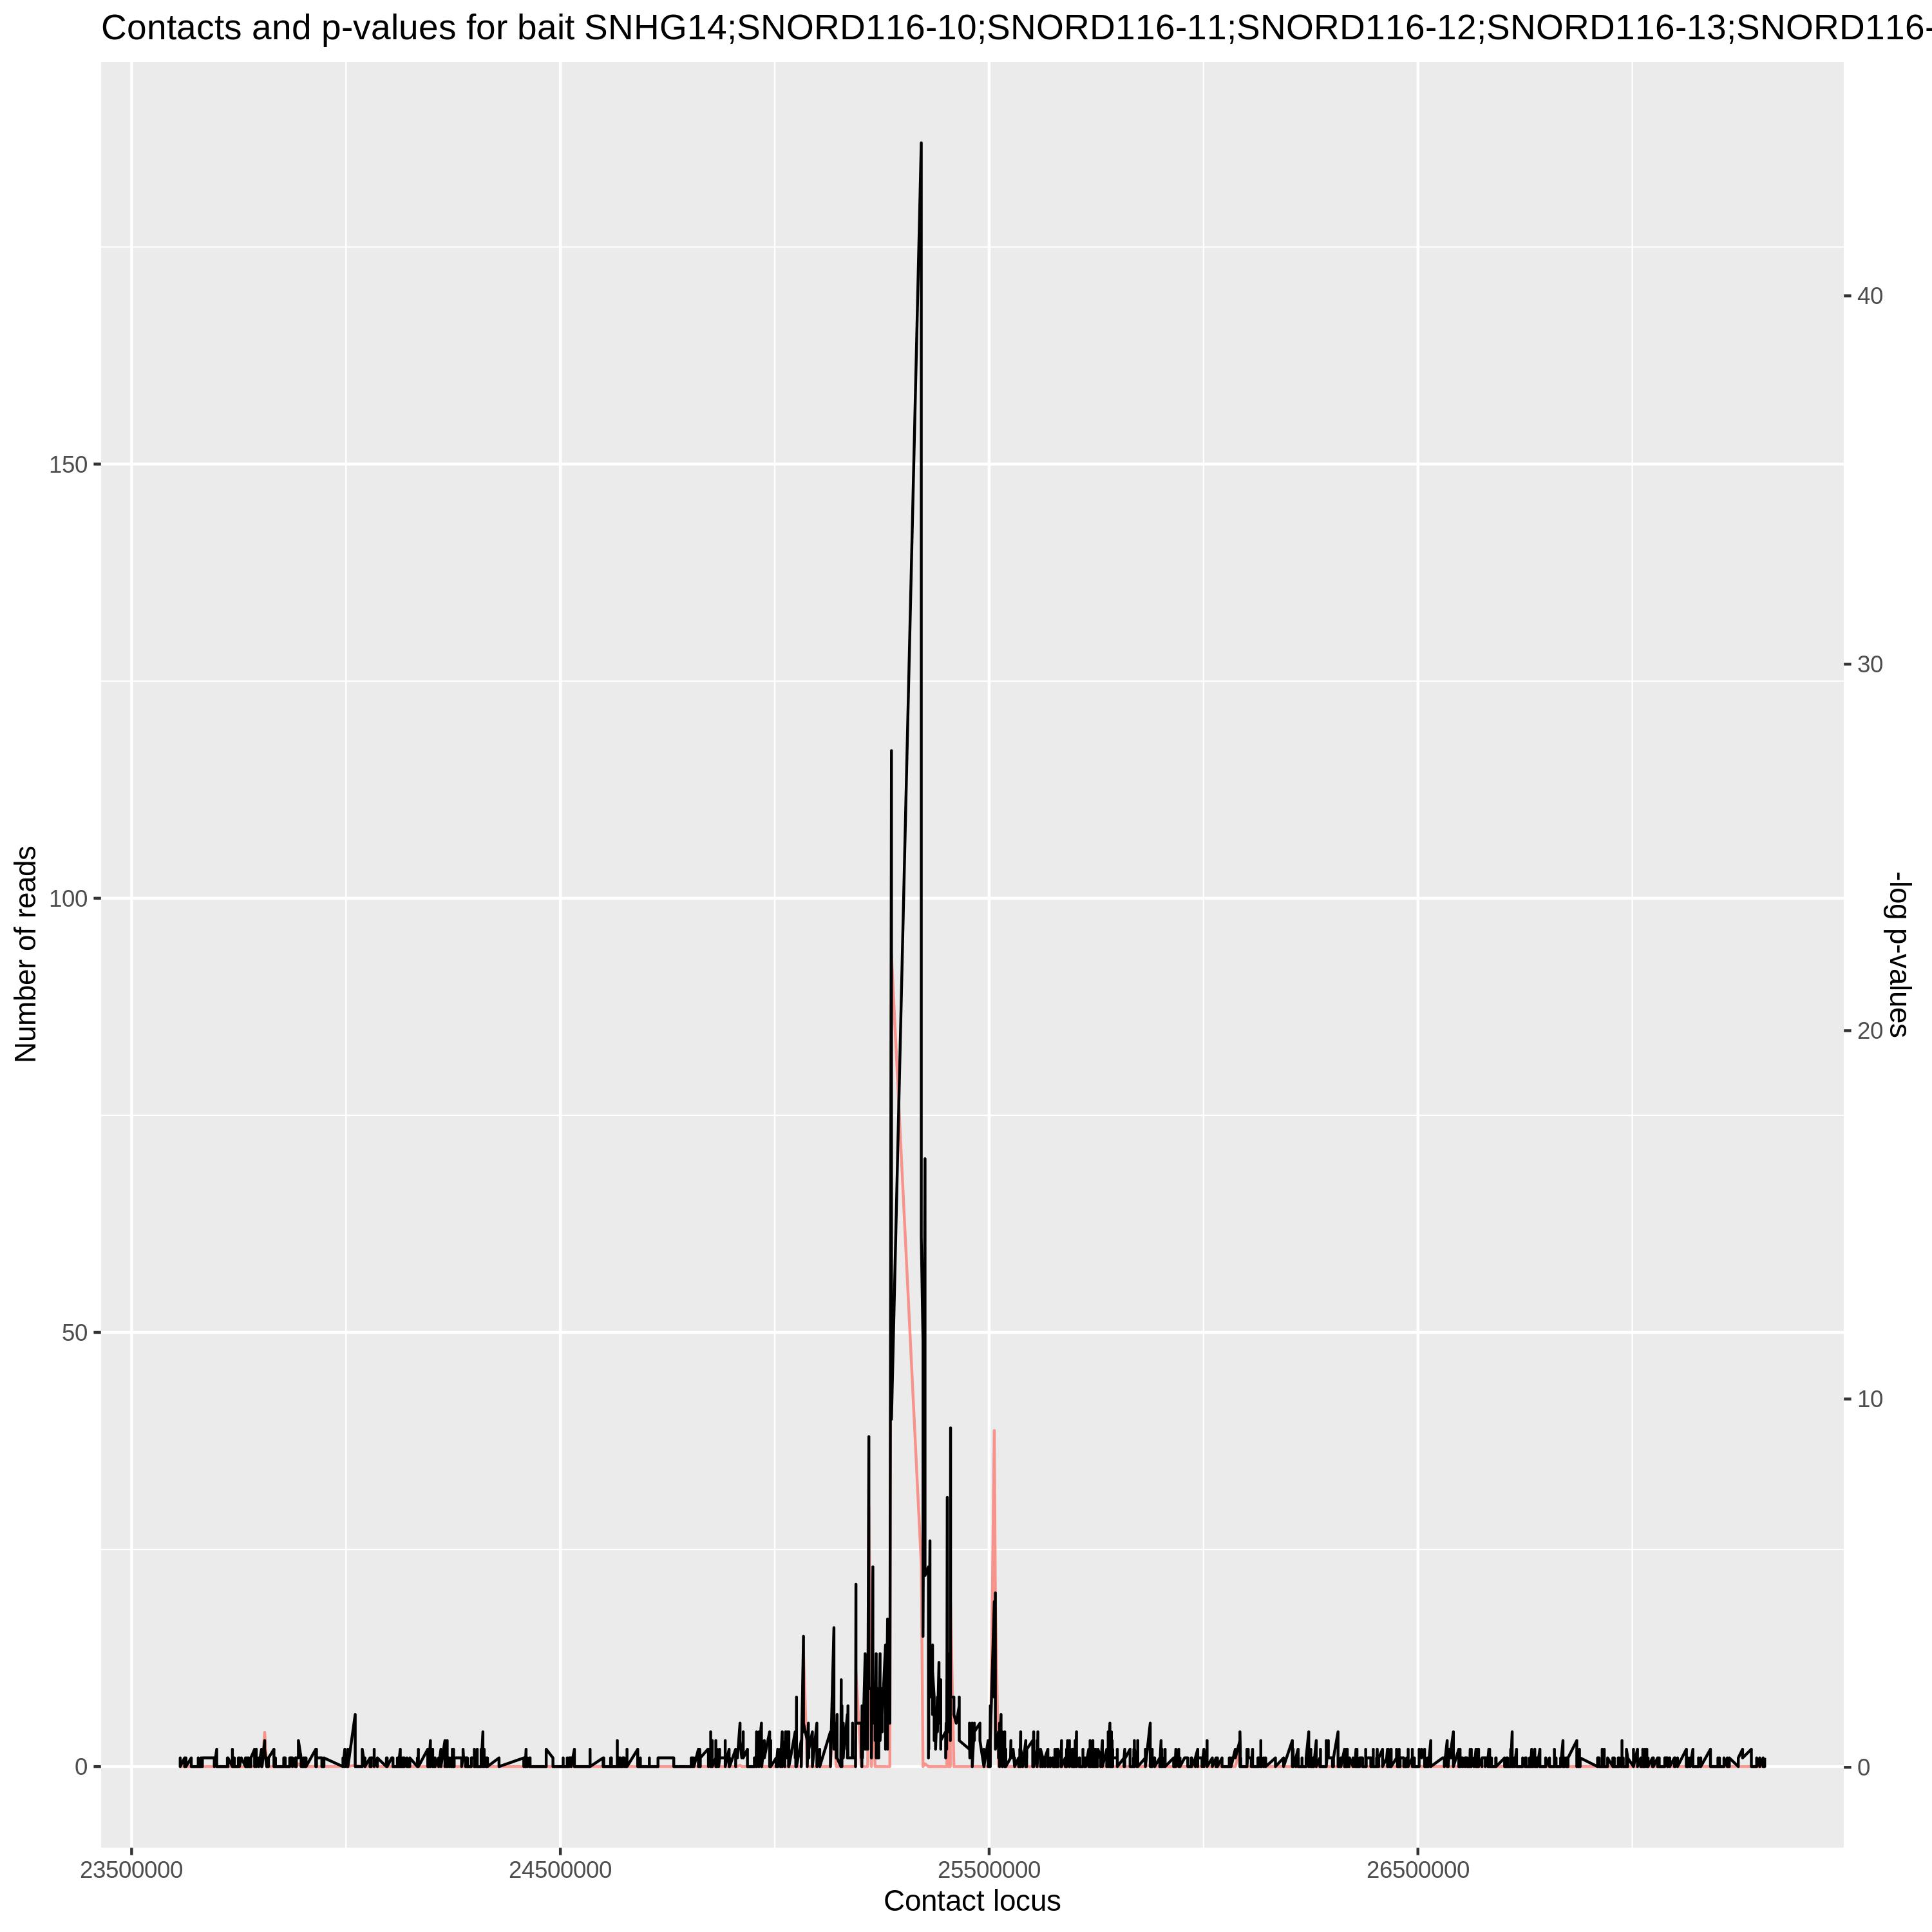 Contacts and p-values for bait SNHG14;SNORD116-10;SNORD116-11;SNORD116-12;SNORD116-13;SNORD116-
150
100
50
0
Number of reads
40
30
20
10
0
-log p-values
23500000 24500000 25500000 26500000
Contact locus